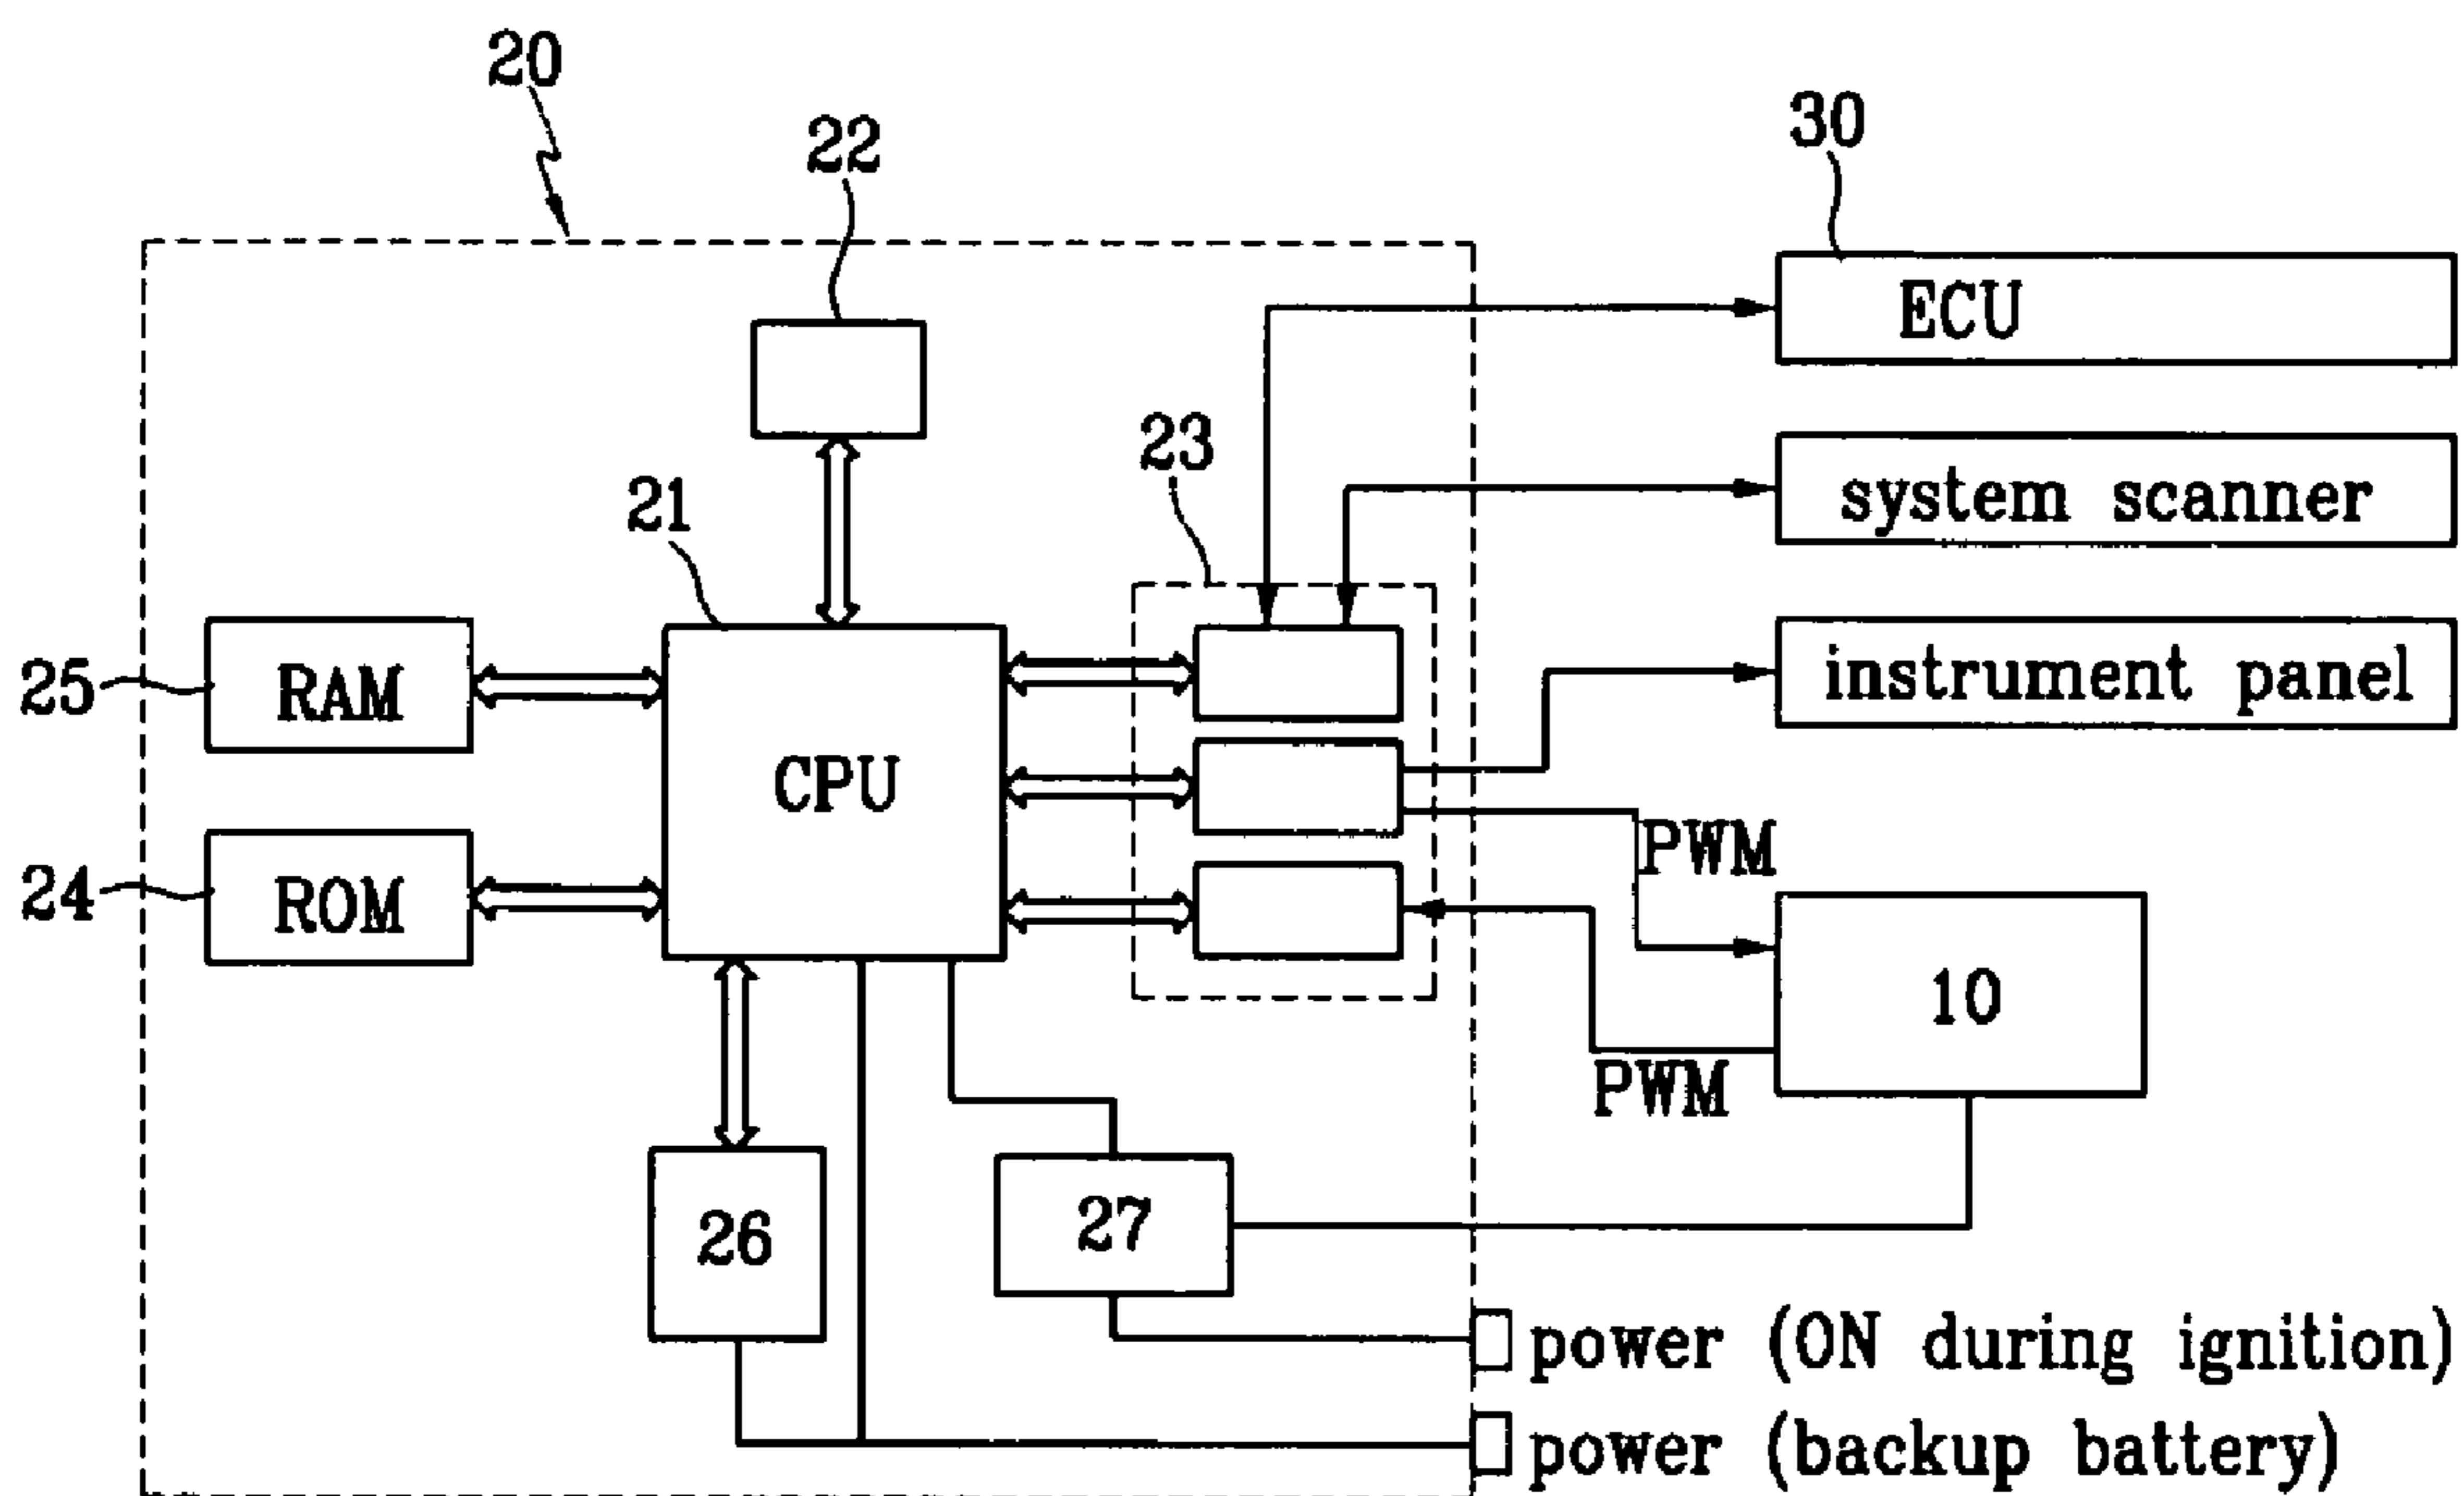 20
22
30
ECU
23
system scanner
21
25
RAM
instrument panel
CPU
PWM
24
ROM
10
PWM
26
27
power (ON during ignition)
power (backup battery)